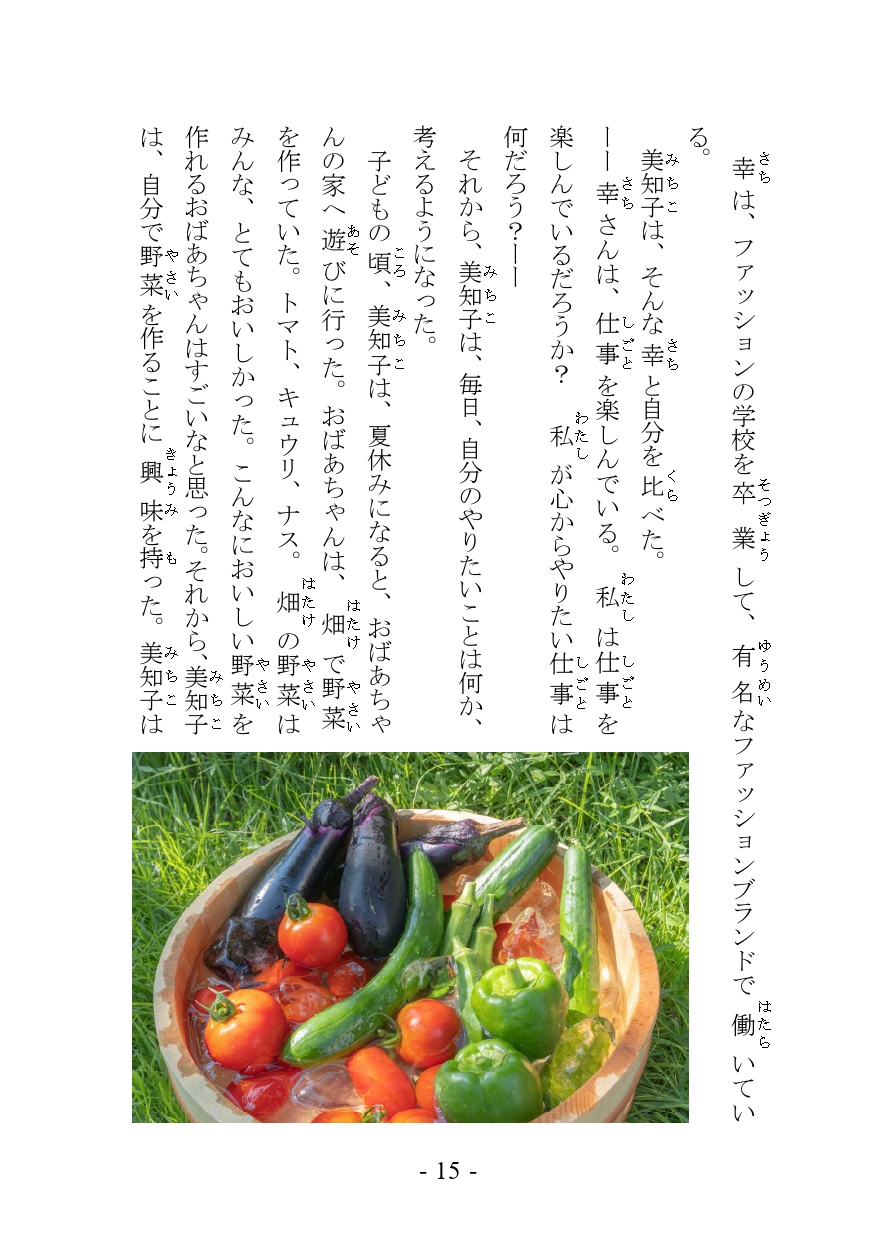 幸は、ファッションの学校を卒業して、有名なファッションブランドで働いてい
る。
美知子は、そんな幸と自分を比べた。
――幸さんは、仕事を楽しんでいる。私は仕事を
楽しんでいるだろうか？　私が心からやりたい仕事は
何だろう？――
それから、美知子は、毎日、自分のやりたいことは何か、
考えるようになった。
子どもの頃、美知子は、夏休みになると、おばあちゃ
んの家へ遊びに行った。おばあちゃんは、畑で野菜
を作っていた。トマト、キュウリ、ナス。畑の野菜は
みんな、とてもおいしかった。こんなにおいしい野菜を
作れるおばあちゃんはすごいなと思った。それから、美知子
は、自分で野菜を作ることに興味を持った。美知子は
- 15 -